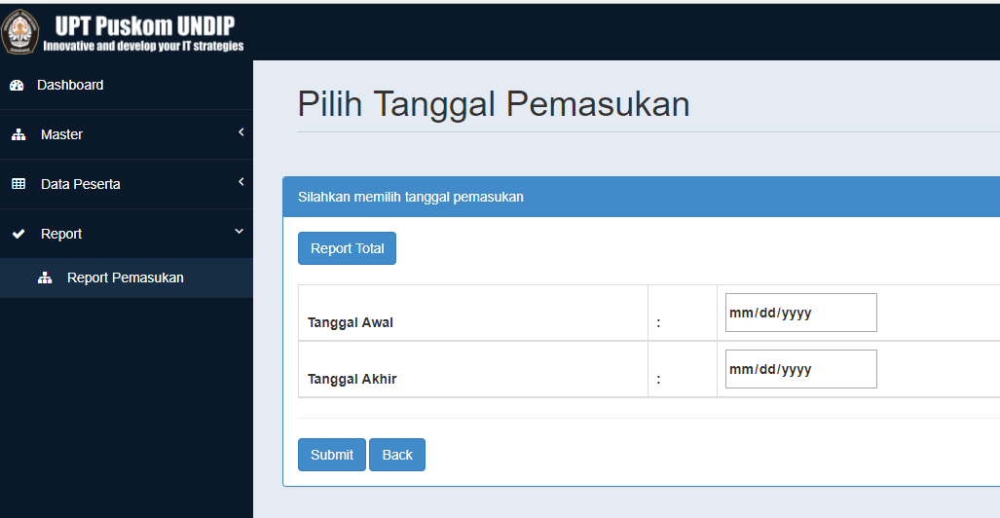 UPT Puskom UNDIP
Innovative and develop your IT strategies
Dashboard
Master
Data Peserta
Report
Report Pemasukan
Pilih Tanggal Pemasukan
Silahkan memilih tanggal pemasukan
Report Total
Tanggal Awal : mm/dd/yyyy
Tanggal Akhir : mm/dd/yyyy
Submit Back